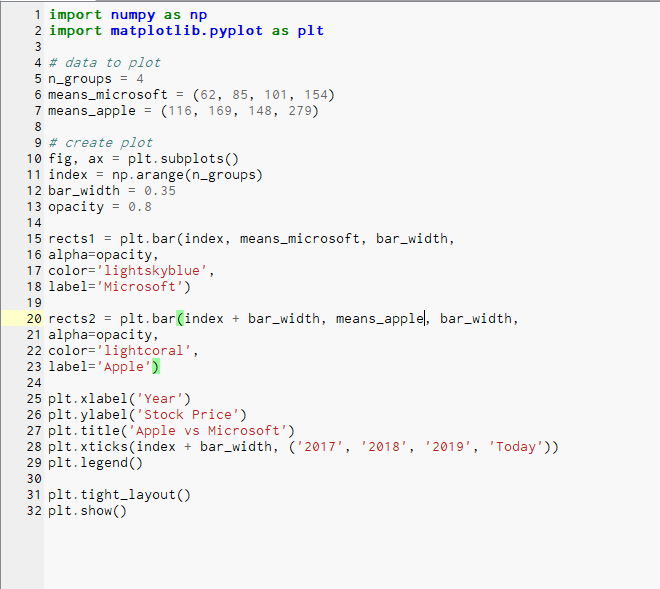 1 import numpy as np
2 import matplotlib.pyplot as plt
3
4 # data to plot
5 n_groups = 4
6 means_microsoft = (62, 85, 101, 154)
7 means_apple = (116, 169, 148, 279)
8
9 # create plot
10 fig, ax = plt.subplots()
11 index = np.arange(n_groups)
12 bar_width = 0.35
13 opacity = 0.8
14
15 rects1 = plt.bar(index, means_microsoft, bar_width,
16 alpha=opacity,
17 color='lightskyblue',
18 label='Microsoft')
19
20 rects2 = plt.bar(index + bar_width, means_apple, bar_width,
21 alpha=opacity,
22 color='lightcoral',
23 label='Apple')
24
25 plt.xlabel('Year')
26 plt.ylabel('Stock Price')
27 plt.title('Apple vs Microsoft')
28 plt.xticks(index + bar_width, ('2017', '2018', '2019', 'Today'))
29 plt.legend()
30
31 plt.tight_layout()
32 plt.show()